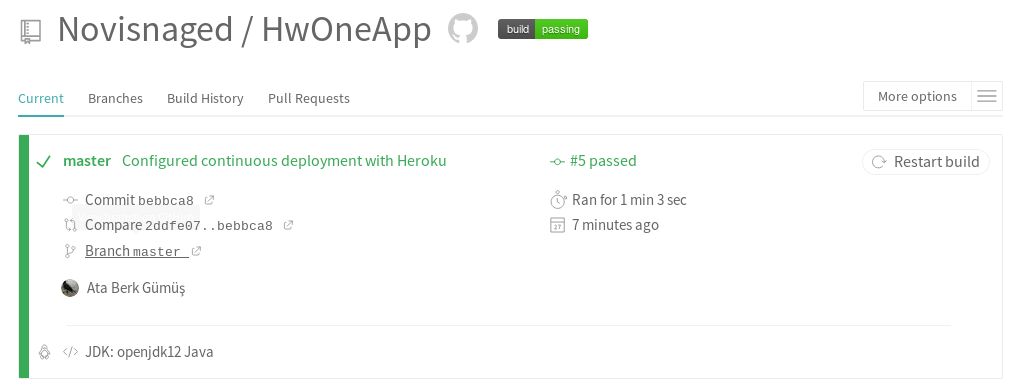 Novisnaged / HwOneApp build passing
Current Branches Build History Pull Requests More options
master Configured continuous deployment with Heroku #5 passed Restart build
Commit bebbca8 Ran for 1 min 3 sec
Compare 2ddfe07..bebbca8 7 minutes ago
Branch master
Ata Berk Gümüş
JDK: openjdk12 Java